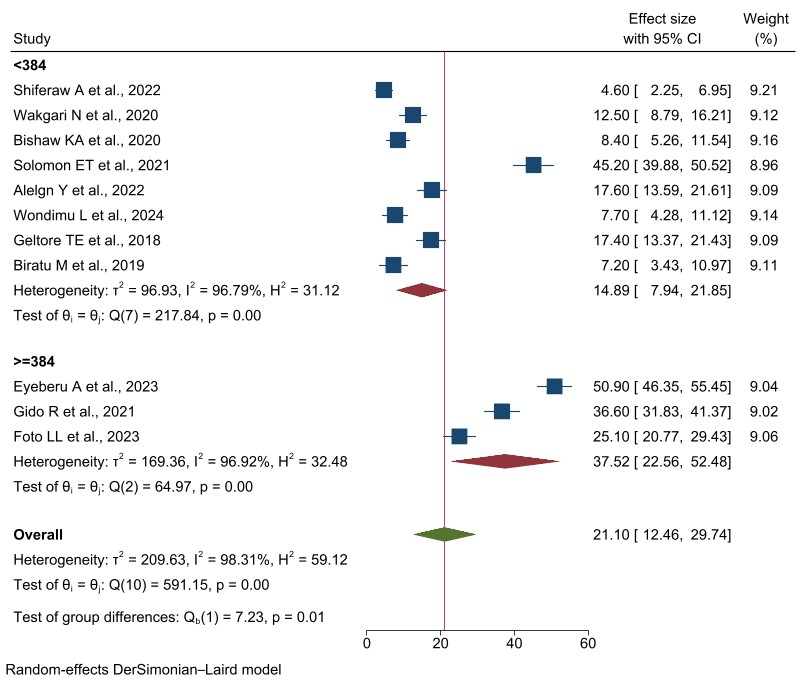 Effect size Weight
Study with 95% CI (%)
<384
Shiferaw A et al., 2022 4.60 [ 2.25, 6.95] 9.21
Wakgari N et al., 2020 12.50 [ 8.79, 16.21] 9.12
Bishaw KA et al., 2020 8.40 [ 5.26, 11.54] 9.16
Solomon ET et al., 2021 45.20 [ 39.88, 50.52] 8.96
Alelgn Y et al., 2022 17.60 [ 13.59, 21.61] 9.09
Wondimu L et al., 2024 7.70 [ 4.28, 11.12] 9.14
Geltore TE et al., 2018 17.40 [ 13.37, 21.43] 9.09
Biratu M et al., 2019 7.20 [ 3.43, 10.97] 9.11
Heterogeneity: τ² = 96.93, I² = 96.79%, H² = 31.12 14.89 [ 7.94, 21.85]
Test of θᵢ = θⱼ: Q(7) = 217.84, p = 0.00
>=384
Eyeberu A et al., 2023 50.90 [ 46.35, 55.45] 9.04
Gido R et al., 2021 36.60 [ 31.83, 41.37] 9.02
Foto LL et al., 2023 25.10 [ 20.77, 29.43] 9.06
Heterogeneity: τ² = 169.36, I² = 96.92%, H² = 32.48 37.52 [ 22.56, 52.48]
Test of θᵢ = θⱼ: Q(2) = 64.97, p = 0.00
Overall 21.10 [ 12.46, 29.74]
Heterogeneity: τ² = 209.63, I² = 98.31%, H² = 59.12
Test of θᵢ = θⱼ: Q(10) = 591.15, p = 0.00
Test of group differences: Q_b(1) = 7.23, p = 0.01
0 20 40 60
Random-effects DerSimonian–Laird model